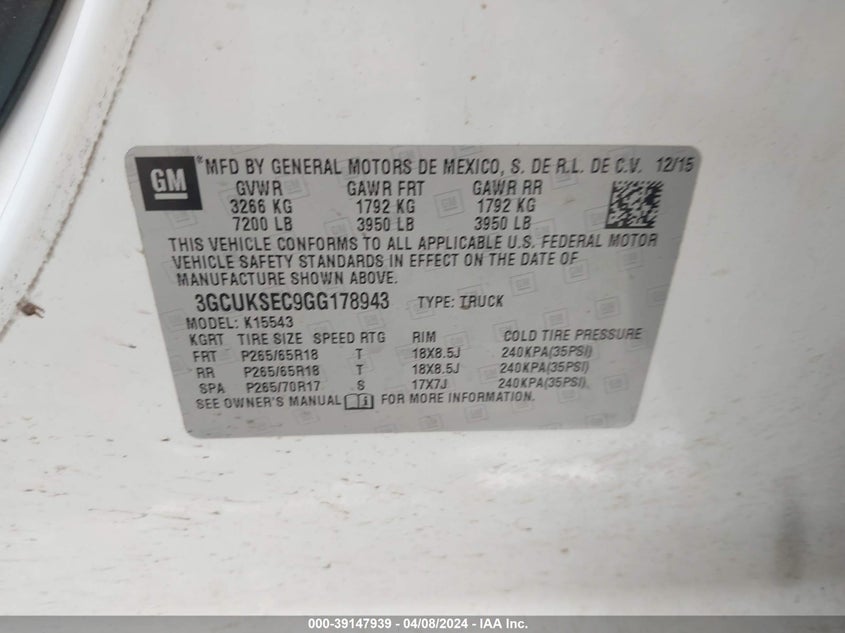 GM
*MFD BY GENERAL MOTORS DE MEXICO, S. DE R.L. DE C.V. 12/15
GVWR GAWR FRT GAWR RR
3266 KG 1792 KG 1792 KG
7200 LB 3950 LB 3950 LB
THIS VEHICLE CONFORMS TO ALL APPLICABLE U.S. FEDERAL MOTOR
VEHICLE SAFETY STANDARDS IN EFFECT ON THE DATE OF
MANUFACTURE SHOWN ABOVE.
3GCUKSEC9GG178943 TYPE: TRUCK
MODEL: K15543
KGRT TIRE SIZE SPEED RTG RIM COLD TIRE PRESSURE
FRT P265/65R18 T 18X8.5J 240KPA(35PSI)
RR P265/65R18 T 18X8.5J 240KPA(35PSI)
SPA P265/70R17 S 17X7J 240KPA(35PSI)
SEE OWNER'S MANUAL FOR MORE INFORMATION.
000-39147939 - 04/08/2024 - IAA Inc.